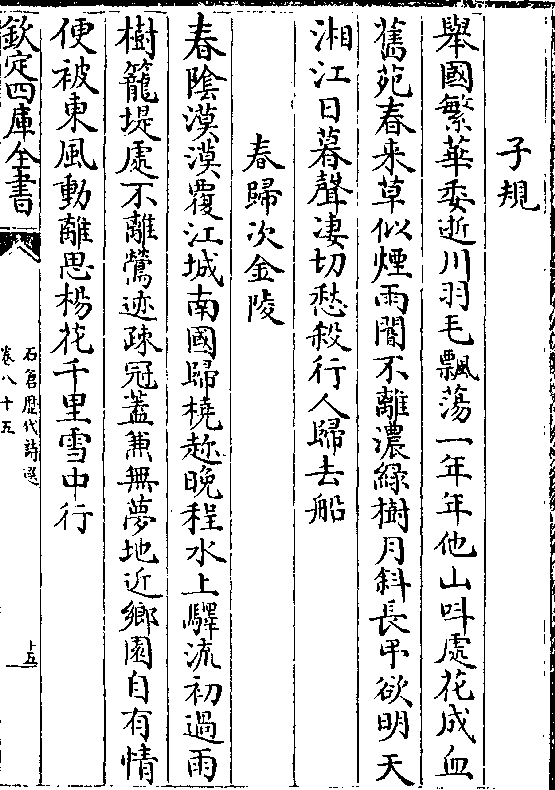 子規
舉國繁華委逝川羽毛飄蕩一年年他山呌處花成血
舊苑春来草似煙雨闇不離濃綠樹月斜長弔欲明天
湘江日暮聲凄切愁殺行人歸去船
春歸次金陵
春陰漠漠覆江城南國歸橈趂晚程水上驛流初過雨
樹籠堤處不離鶯迹疎冠蓋兼無夢地近鄉園自有情
便被東風動離思楊花千里雪中行
欽定四庫全書
石倉歴代詩選
卷八十五
十五